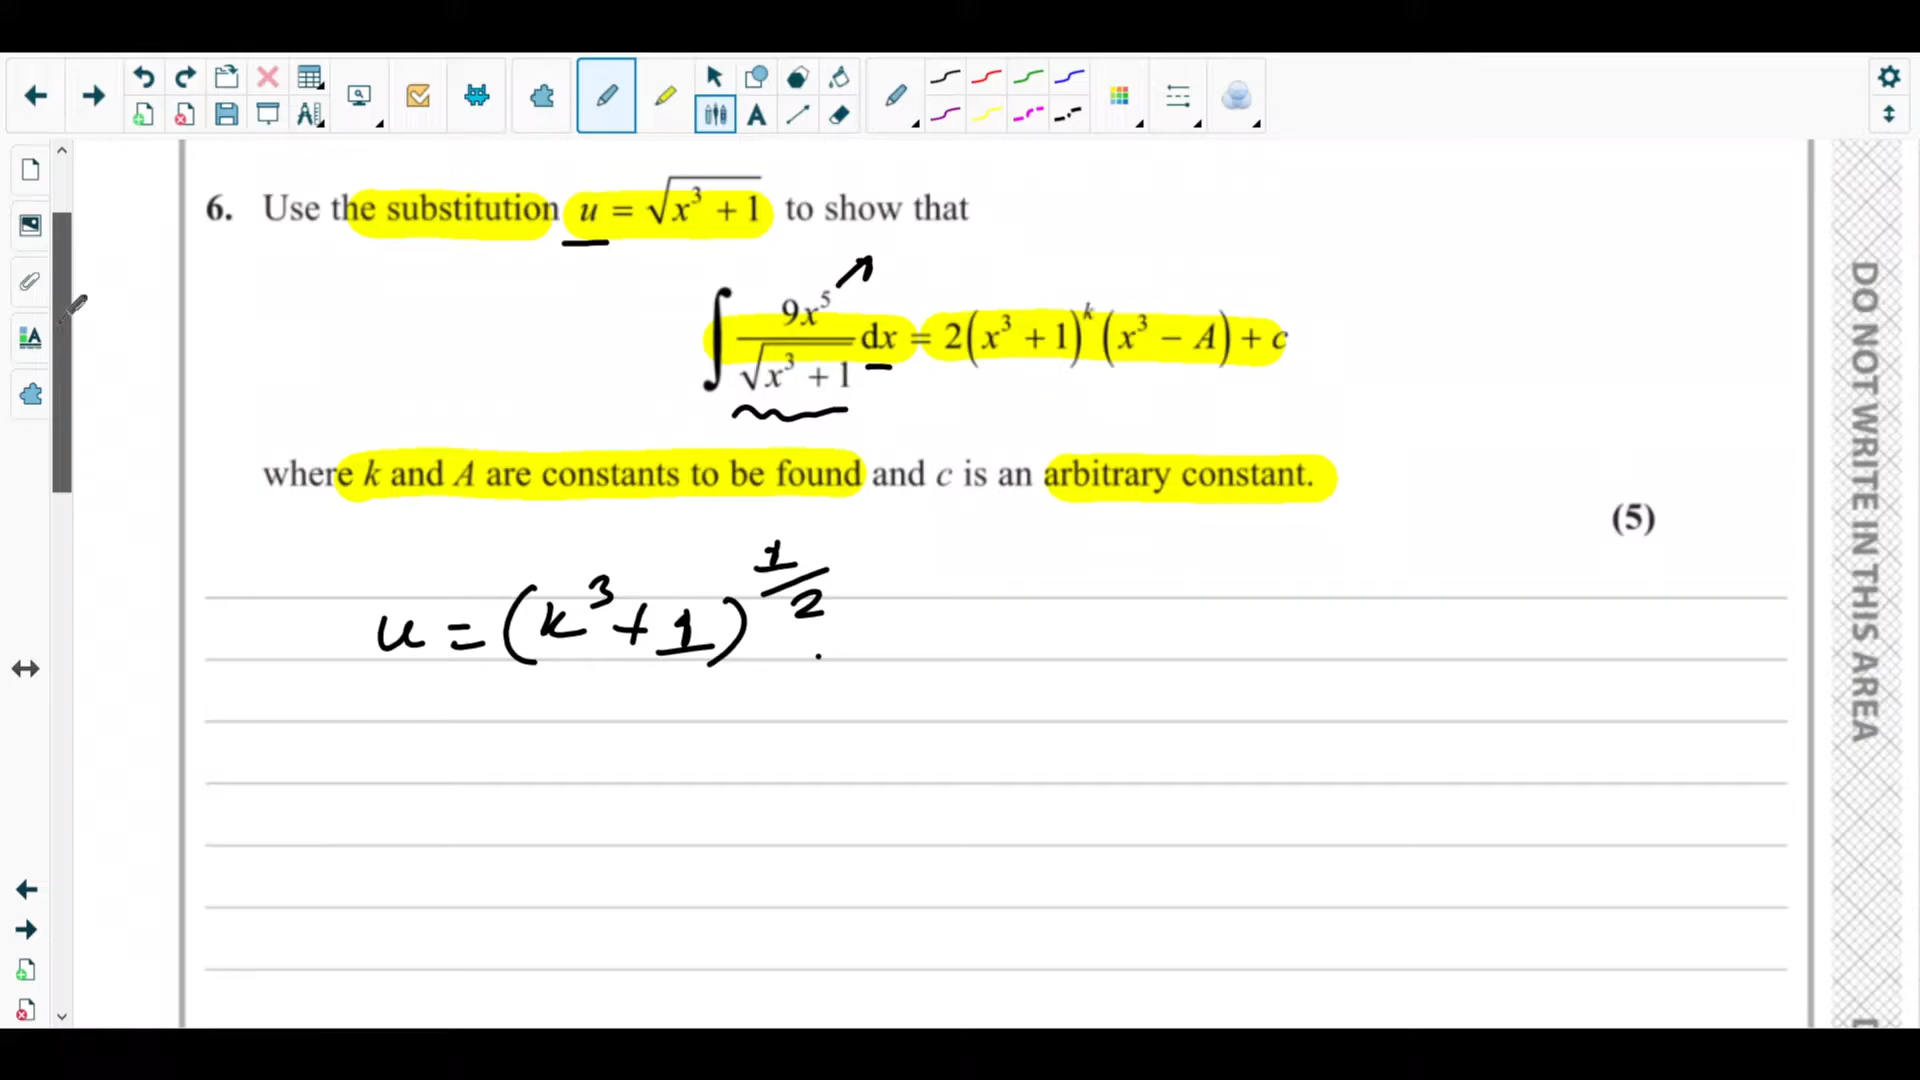 6. Use the substitution u = √(x³ + 1) to show that
∫ 9x⁵ / √(x³ + 1) dx = 2(x³ + 1)ᵏ (x³ − A) + c
where k and A are constants to be found and c is an arbitrary constant.
(5)
u = (x³ + 1)^(1/2)
DO NOT WRITE IN THIS AREA